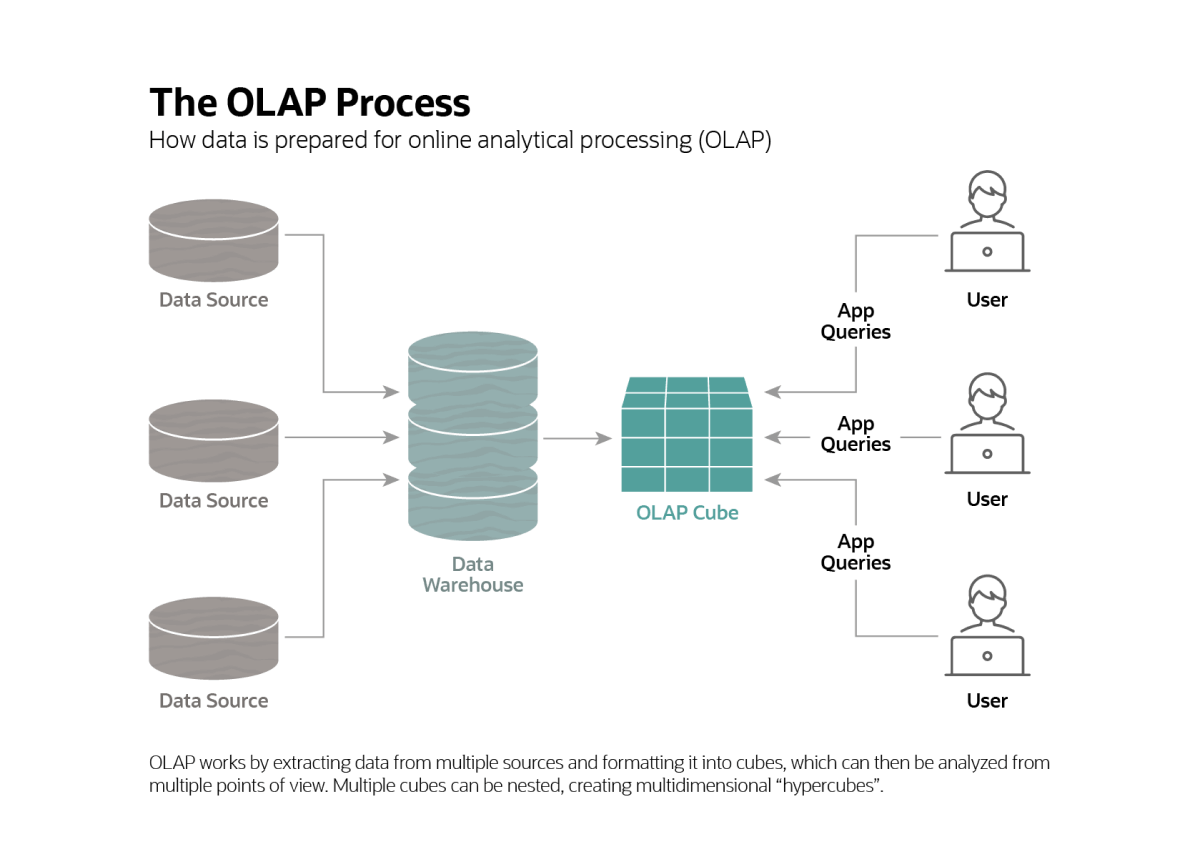 The OLAP Process
How data is prepared for online analytical processing (OLAP)
Data Source
User
App
Queries
Data Source
App
Queries
User
OLAP Cube
App
Queries
Data
Warehouse
Data Source
User
OLAP works by extracting data from multiple sources and formatting it into cubes, which can then be analyzed from
multiple points of view. Multiple cubes can be nested, creating multidimensional “hypercubes”.